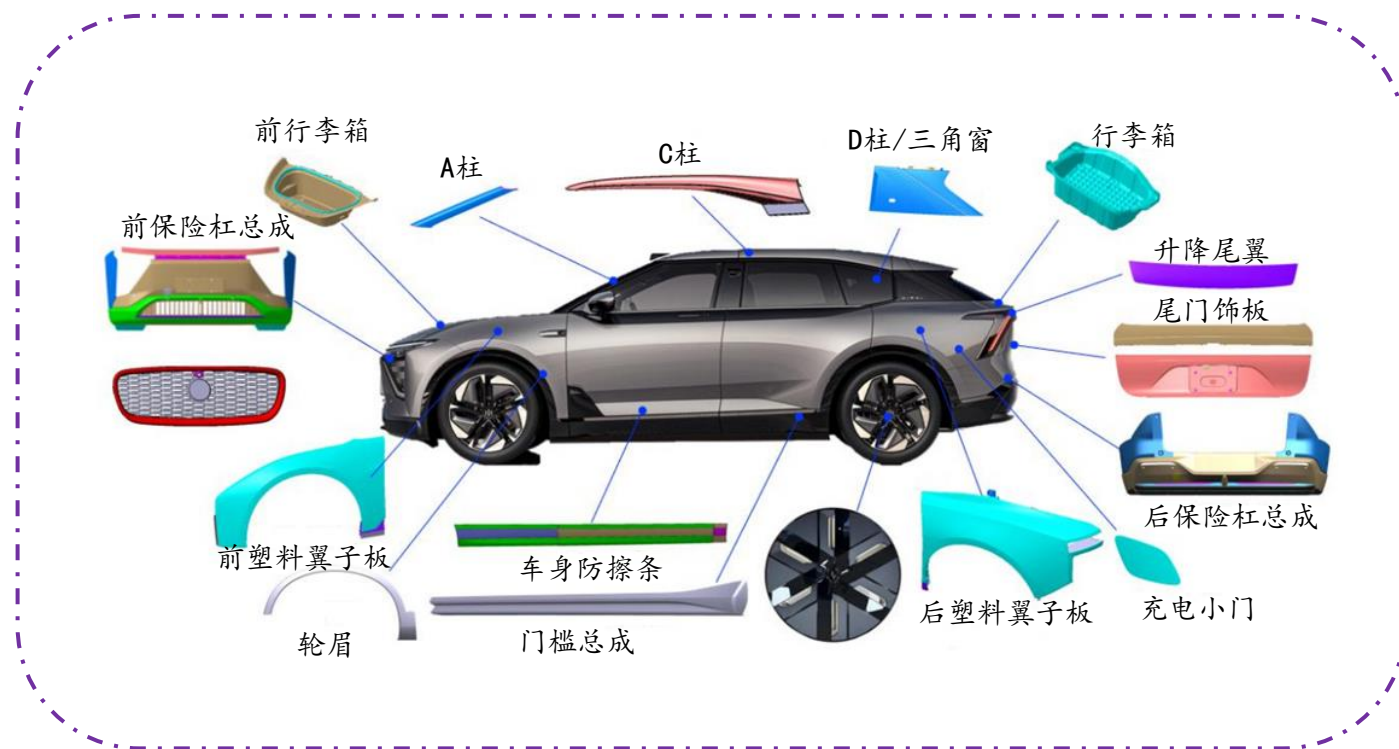 前行李箱
A柱
C柱
D柱/三角窗
行李箱
前保险杠总成
升降尾翼
尾门饰板
后保险杠总成
前塑料翼子板
车身防擦条
后塑料翼子板
充电小门
轮眉
门槛总成